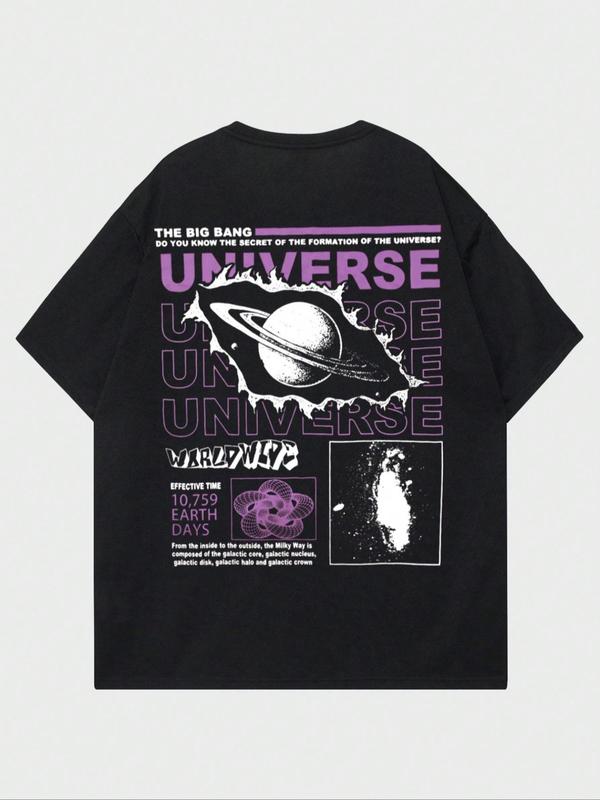 THE BIG BANG
DO YOU KNOW THE SECRET OF THE FORMATION OF THE UNIVERSE?
UNIVERSE
UNIVERSE
UNIVERSE
UNIVERSE
WORLDWIDE
EFFECTIVE TIME
10,759
EARTH
DAYS
From the inside to the outside, the Milky Way is
composed of the galactic core, galactic nucleus,
galactic disk, galactic halo and galactic crown